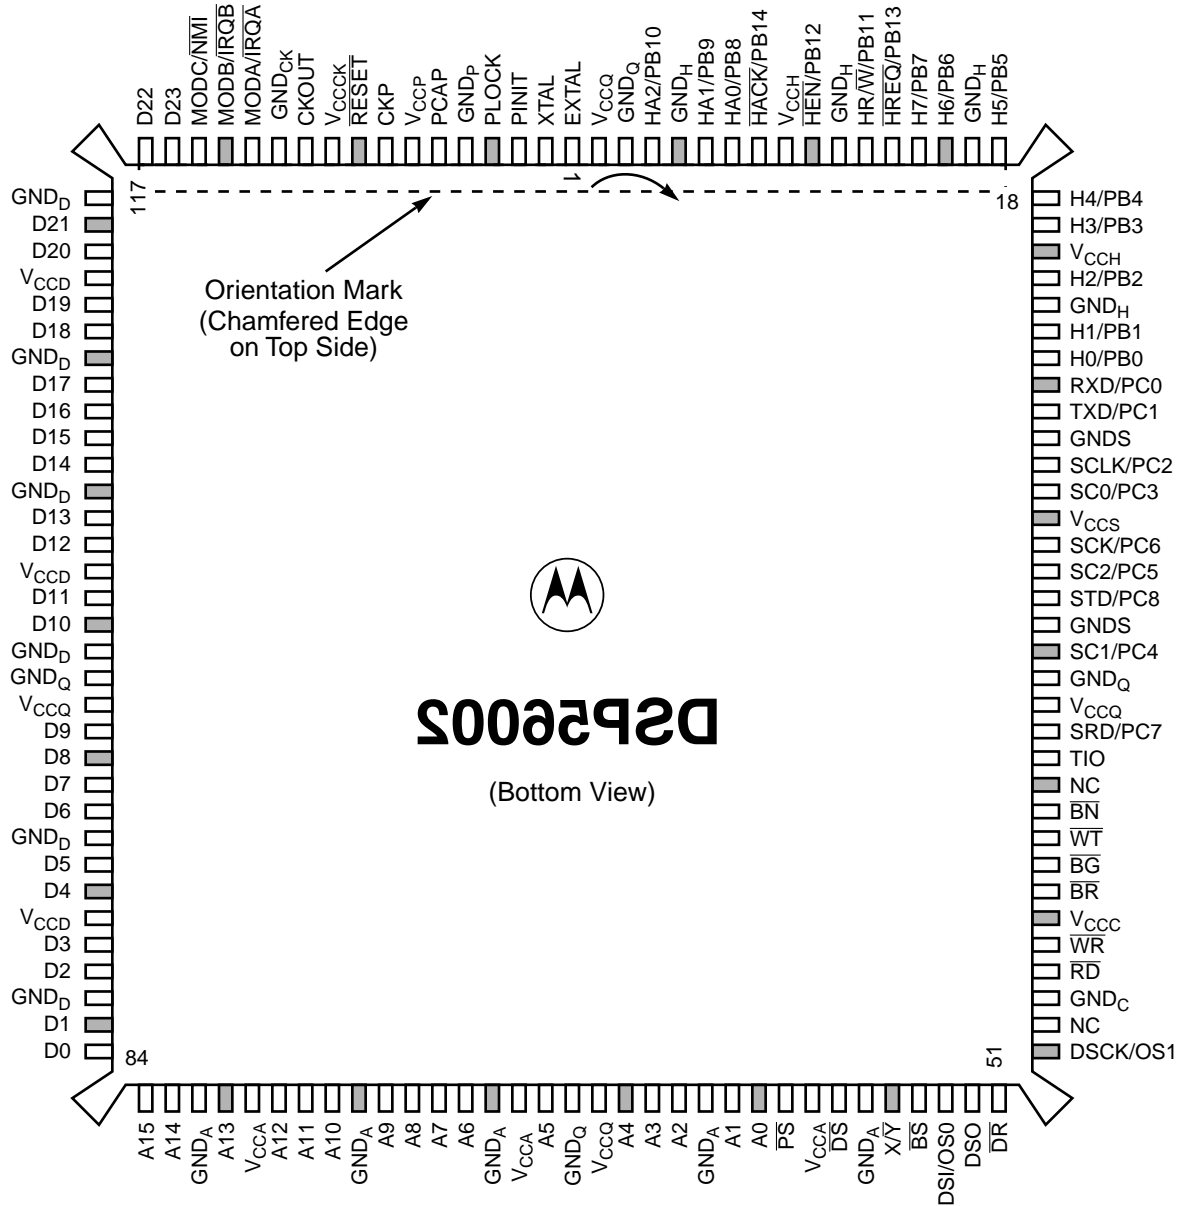 D22
D23
MODC/NMI
MODB/IRQB
MODA/IRQA
GNDCK
CKOUT
VCCCK
RESET
CKP
VCCP
PCAP
GNDP
PLOCK
PINIT
XTAL
EXTAL
VCCQ
GNDQ
HA2/PB10
GNDH
HA1/PB9
HA0/PB8
HACK/PB14
VCCH
HEN/PB12
GNDH
HR/W/PB11
HREQ/PB13
H7/PB7
H6/PB6
GNDH
H5/PB5
117
1
18
Orientation Mark
(Chamfered Edge
on Top Side)
GNDD
D21
D20
VCCD
D19
D18
GNDD
D17
D16
D15
D14
GNDD
D13
D12
VCCD
D11
D10
GNDD
GNDQ
VCCQ
D9
D8
D7
D6
GNDD
D5
D4
VCCD
D3
D2
GNDD
D1
D0
H4/PB4
H3/PB3
VCCH
H2/PB2
GNDH
H1/PB1
H0/PB0
RXD/PC0
TXD/PC1
GNDS
SCLK/PC2
SC0/PC3
VCCS
SCK/PC6
SC2/PC5
STD/PC8
GNDS
SC1/PC4
GNDQ
VCCQ
SRD/PC7
TIO
NC
BN
WT
BG
BR
VCCC
WR
RD
GNDC
NC
DSCK/OS1
DSP56002
(Bottom View)
84
51
A15
A14
GNDA
A13
VCCA
A12
A11
A10
GNDA
A9
A8
A7
A6
GNDA
VCCA
A5
GNDQ
VCCQ
A4
A3
A2
GNDA
A1
A0
PS
VCCA
DS
GNDA
X/Y
BS
DSI/OS0
DSO
DR